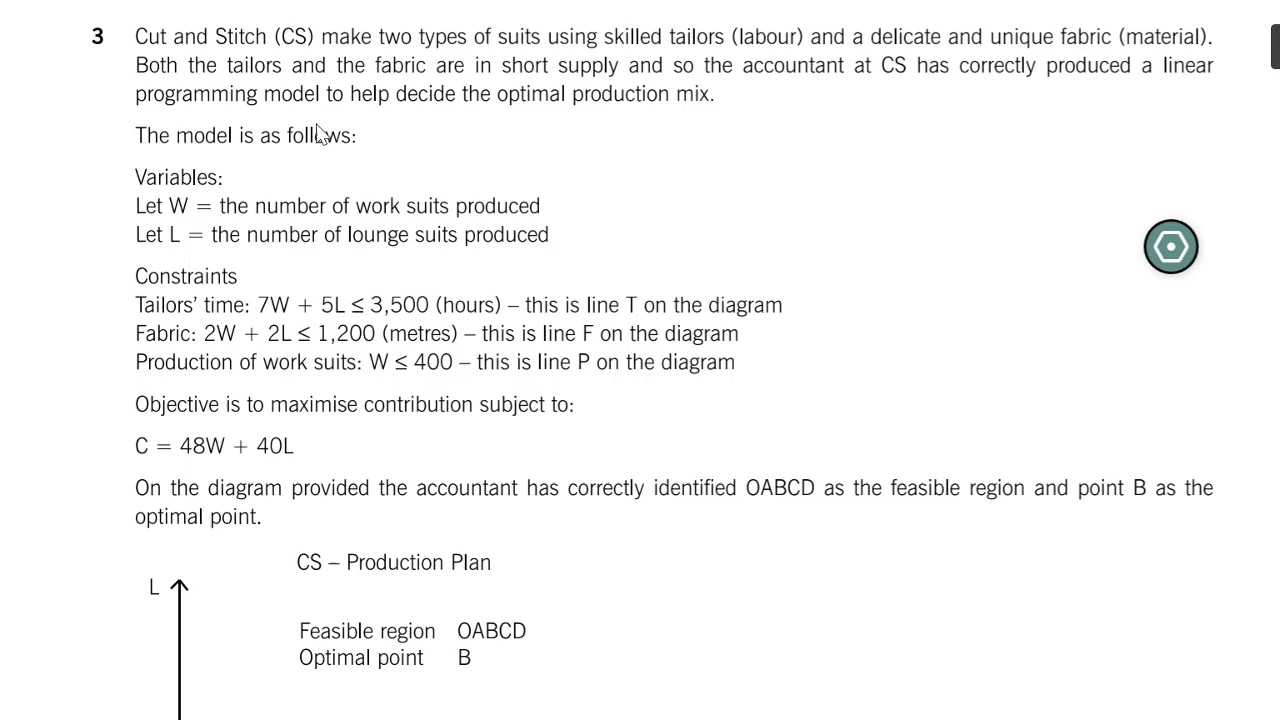 3 Cut and Stitch (CS) make two types of suits using skilled tailors (labour) and a delicate and unique fabric (material).
Both the tailors and the fabric are in short supply and so the accountant at CS has correctly produced a linear
programming model to help decide the optimal production mix.
The model is as follows:
Variables:
Let W = the number of work suits produced
Let L = the number of lounge suits produced
Constraints
Tailors’ time: 7W + 5L ≤ 3,500 (hours) – this is line T on the diagram
Fabric: 2W + 2L ≤ 1,200 (metres) – this is line F on the diagram
Production of work suits: W ≤ 400 – this is line P on the diagram
Objective is to maximise contribution subject to:
C = 48W + 40L
On the diagram provided the accountant has correctly identified OABCD as the feasible region and point B as the
optimal point.
CS – Production Plan
L
Feasible region OABCD
Optimal point B